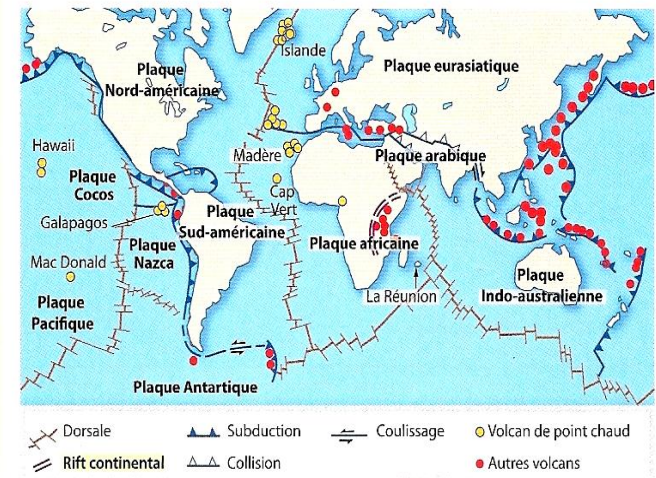 Islande
Plaque
Nord-américaine
Plaque eurasiatique
Hawaii
Madère
Plaque arabique
Plaque
Cocos
Cap
Vert
Galapagos
Plaque
Sud-américaine
Plaque
Nazca
Plaque africaine
Mac Donald
Plaque
Pacifique
La Réunion
Plaque
Indo-australienne
Plaque Antartique
Dorsale
Subduction
Coulissage
Volcan de point chaud
Rift continental
Collision
Autres volcans